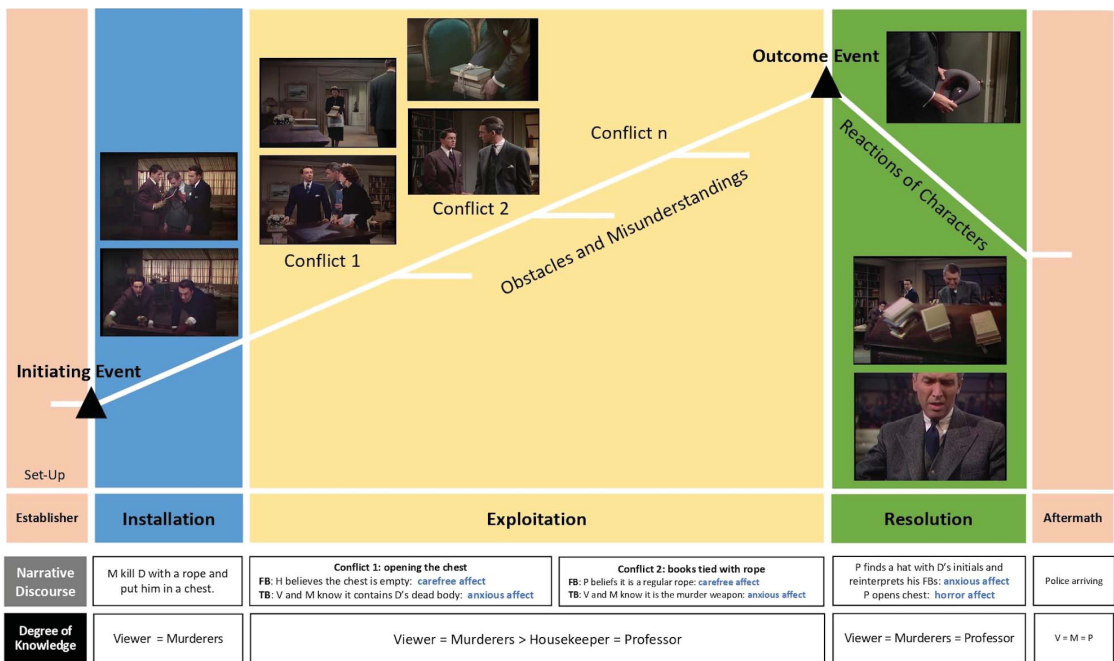 Outcome Event
Conflict n
Reactions of Characters
Conflict 2
Obstacles and Misunderstandings
Conflict 1
Initiating Event
Set-Up
Establisher
Installation
Exploitation
Resolution
Aftermath
Narrative
Discourse
M kill D with a rope and
put him in a chest.
Conflict 1: opening the chest
FB: H believes the chest is empty: carefree affect
TB: V and M know it contains D's dead body: anxious affect
Conflict 2: books tied with rope
FB: P beliefs it is a regular rope: carefree affect
TB: V and M know it is the murder weapon: anxious affect
P finds a hat with D's initials and
reinterprets his FBs: anxious affect
P opens chest: horror affect
Police arriving
Degree of
Knowledge
Viewer = Murderers
Viewer = Murderers > Housekeeper = Professor
Viewer = Murderers = Professor
V = M = P